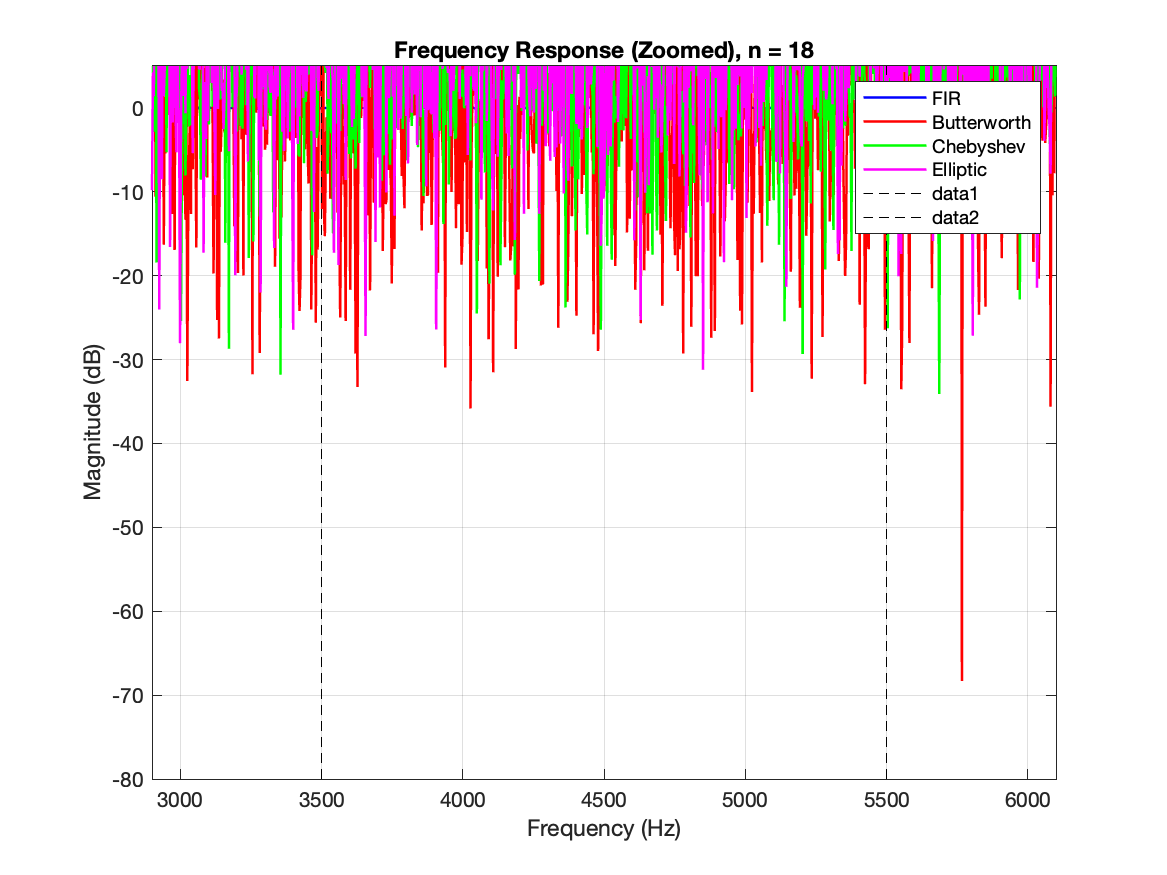 Frequency Response (Zoomed), n = 18
FIR
Butterworth
Chebyshev
Elliptic
data1
data2
0
-10
-20
-30
-40
-50
-60
-70
-80
Magnitude (dB)
3000 3500 4000 4500 5000 5500 6000
Frequency (Hz)